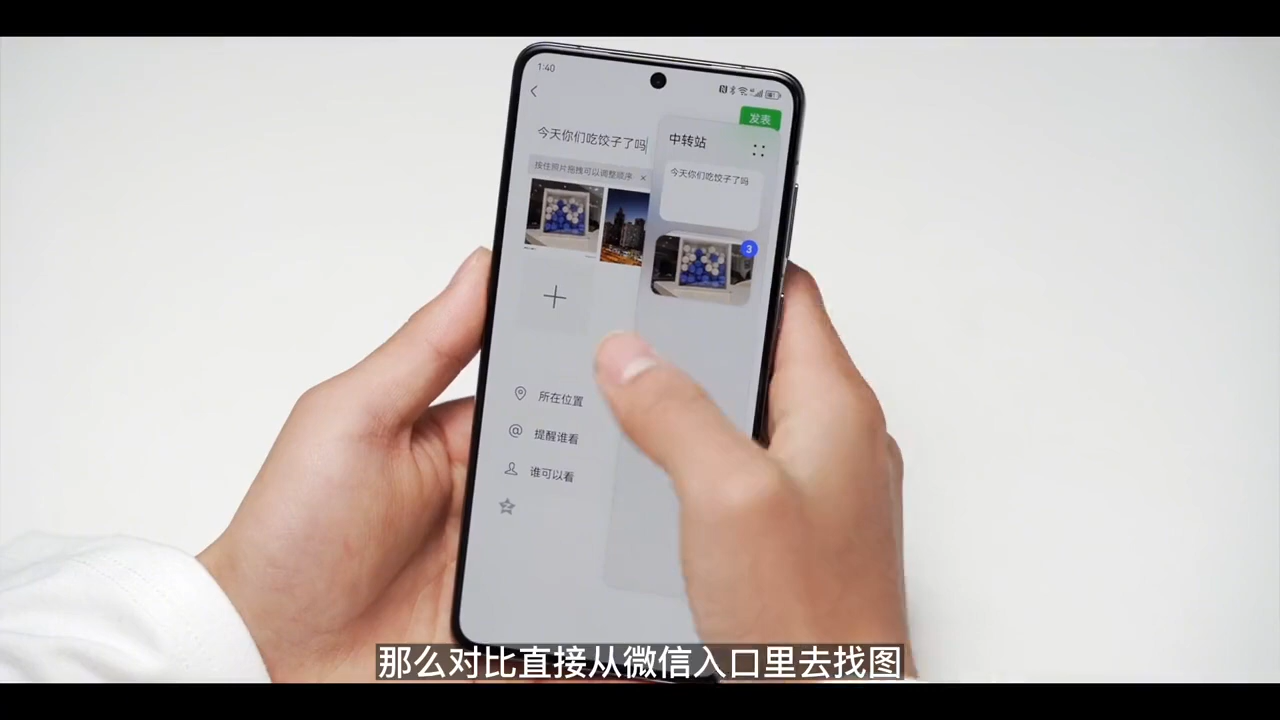 1:40
发表
今天你们吃饺子了吗
中转站
按住照片拖拽可以调整顺序 ×
今天你们吃饺子了吗
3
所在位置
提醒谁看
谁可以看
那么对比直接从微信入口里去找图